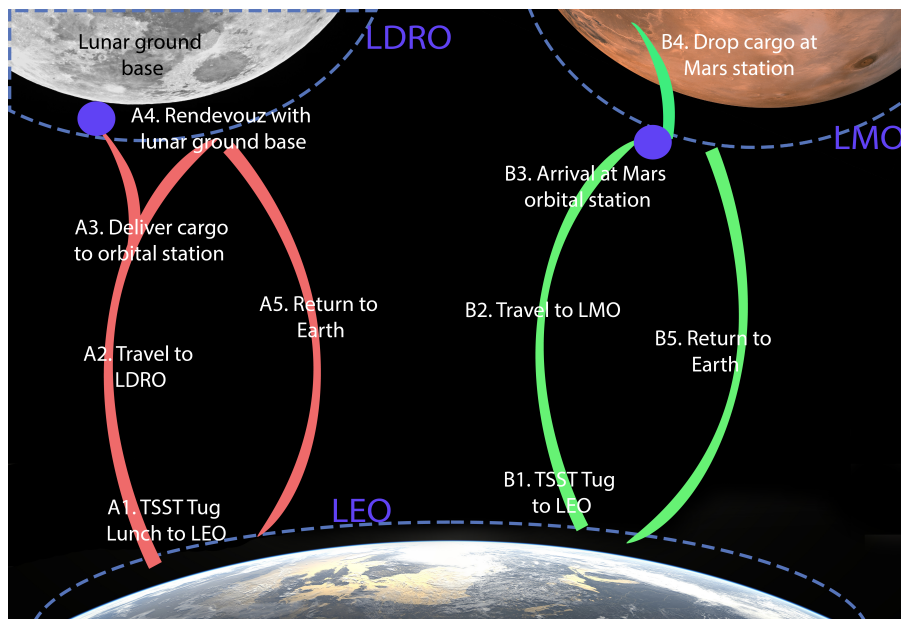 Lunar ground
base
LDRO
A4. Rendevouz with
lunar ground base
A3. Deliver cargo
to orbital station
A5. Return to
Earth
A2. Travel to
LDRO
A1. TSST Tug
Lunch to LEO
LEO
B4. Drop cargo at
Mars station
LMO
B3. Arrival at Mars
orbital station
B2. Travel to LMO
B5. Return to
Earth
B1. TSST Tug
to LEO